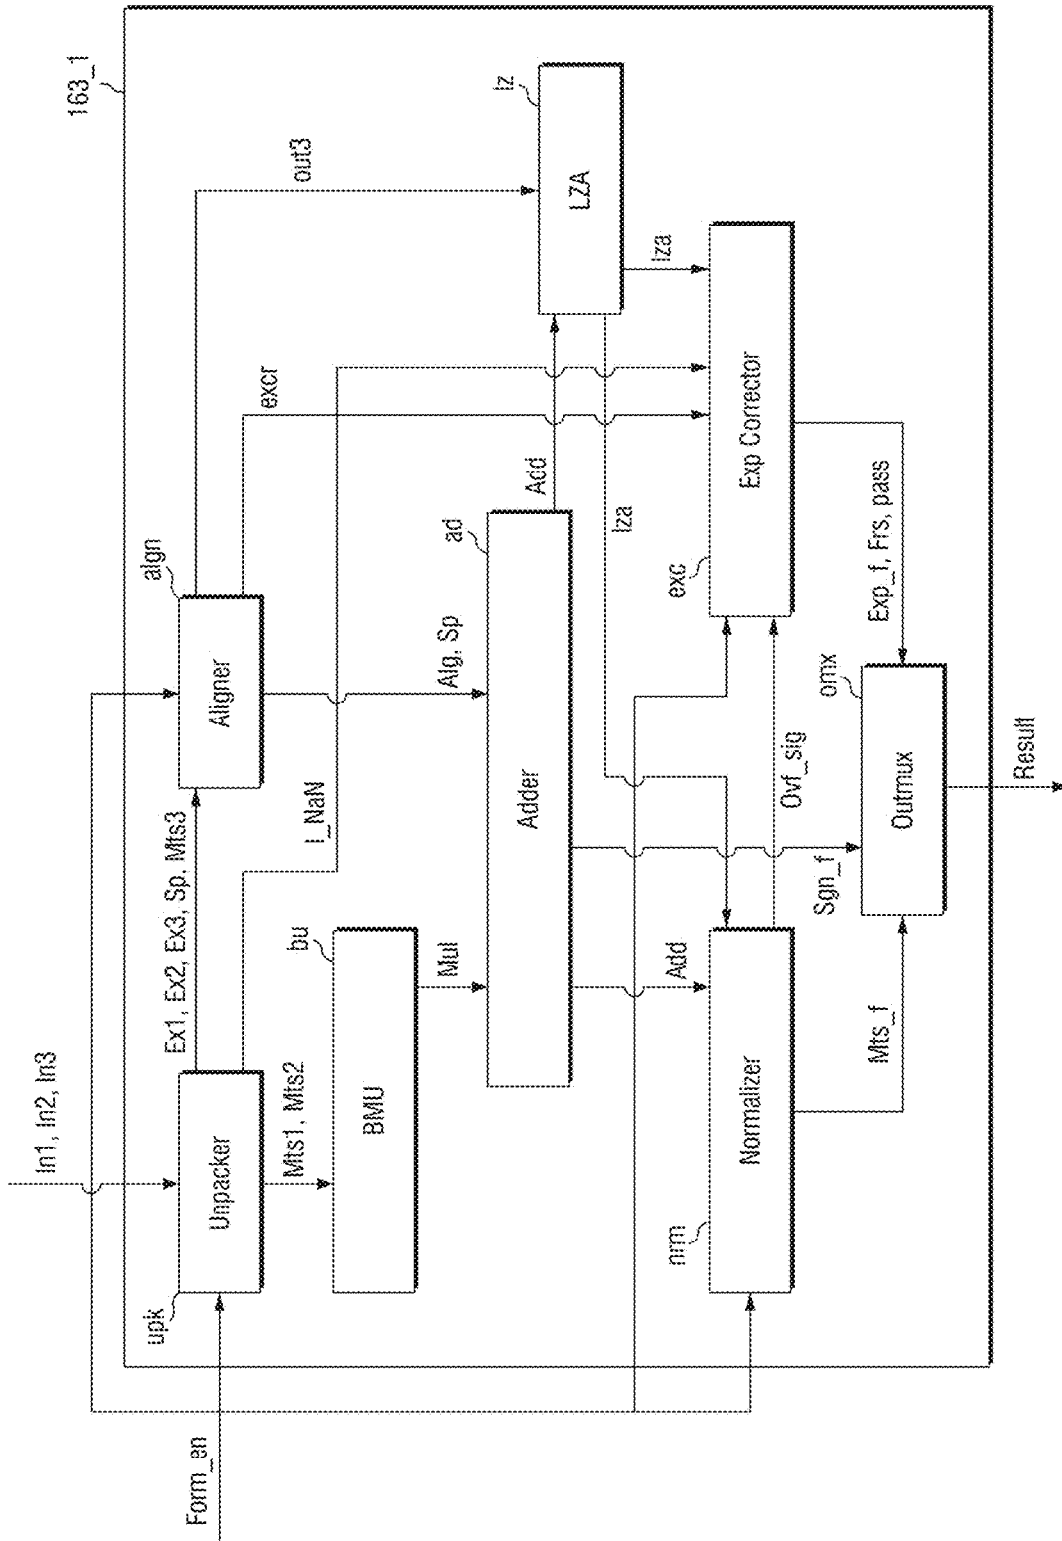 163_1
In1, In2, In3
Form_en
upk
Unpacker
Ex1, Ex2, Ex3, Sp, Mts3
algn
Aligner
out3
excr
I_NaN
Mts1, Mts2
bu
BMU
Mul
Alg, Sp
ad
Adder
Add
lz
LZA
lza
lza
Add
nrm
Normalizer
Ovf_sig
exc
Exp Corrector
Sgn_f
Mts_f
Exp_f, Frs, pass
omx
Outmux
Result